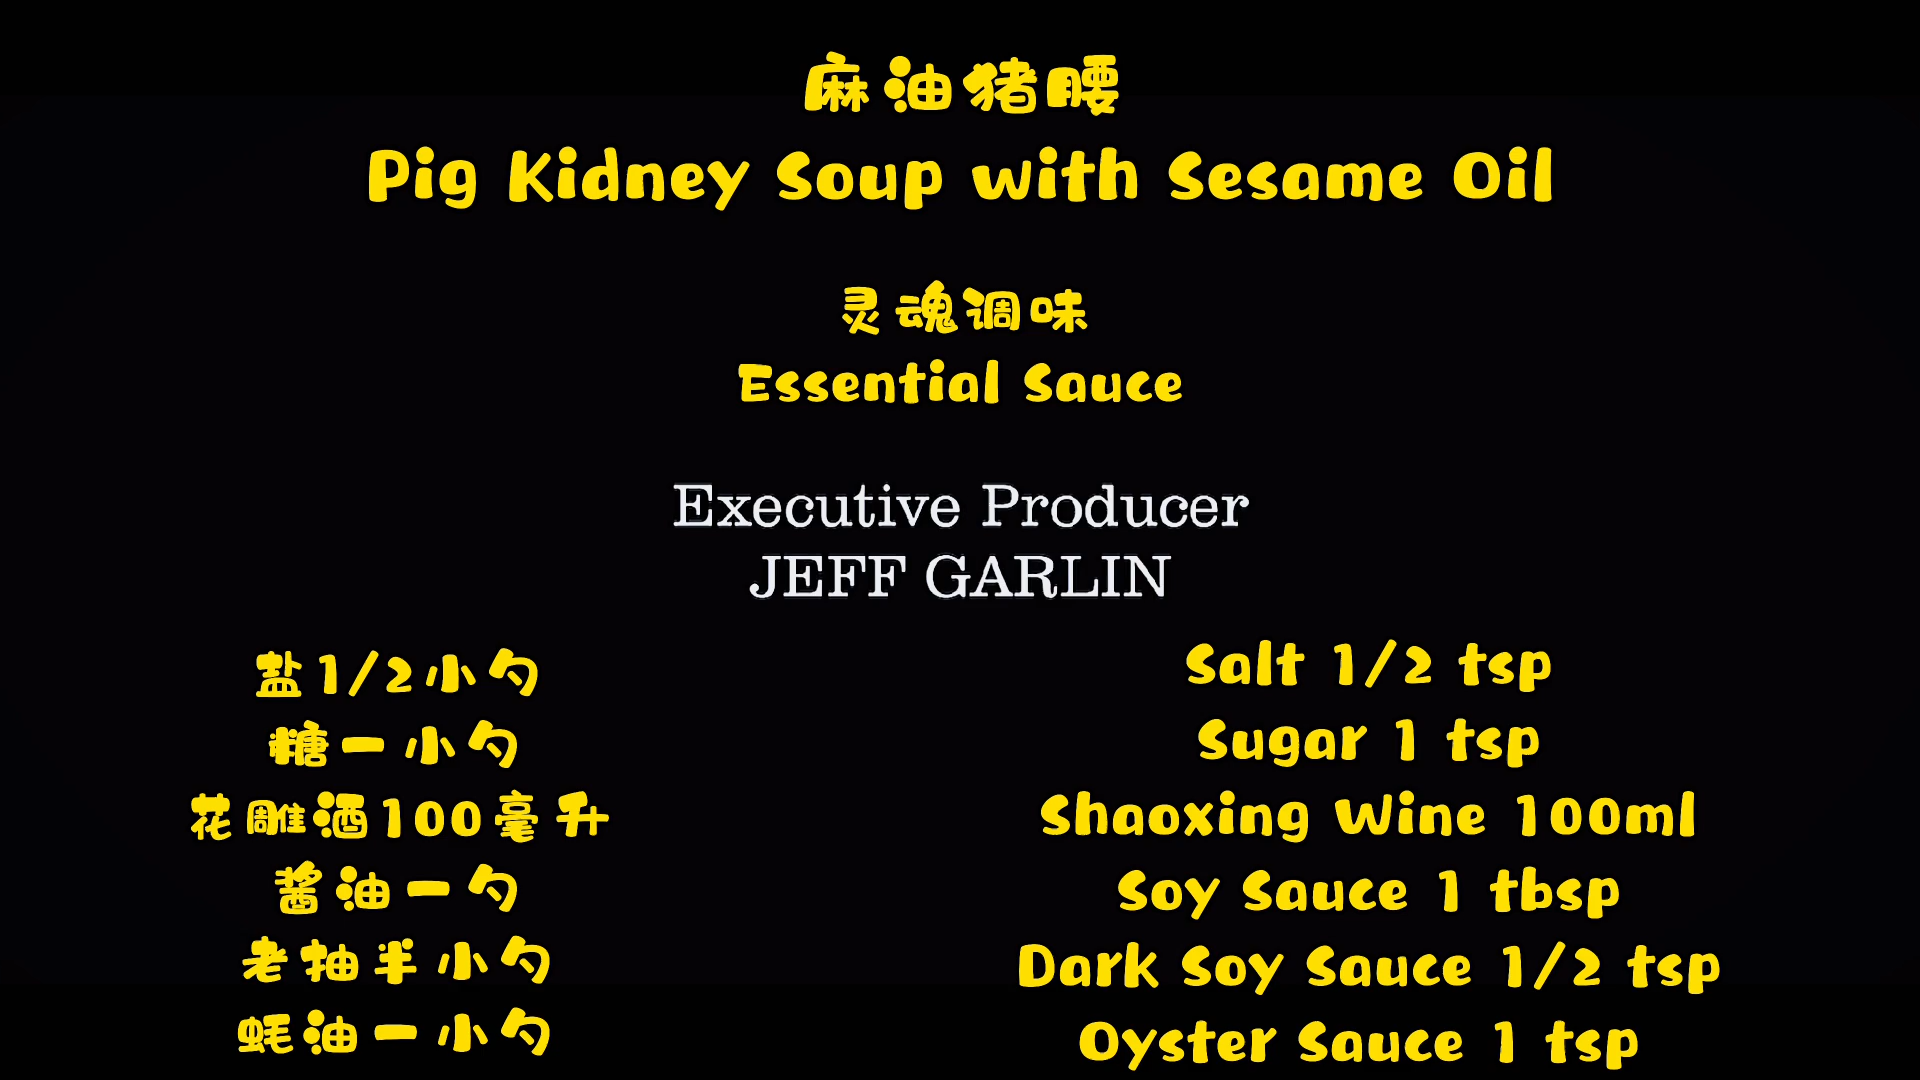 麻油猪腰
Pig Kidney Soup with Sesame Oil
灵魂调味
Essential Sauce
Executive Producer
JEFF GARLIN
盐1/2小勺
糖一小勺
花雕酒100毫升
酱油一勺
老抽半小勺
蚝油一小勺
Salt 1/2 tsp
Sugar 1 tsp
Shaoxing Wine 100ml
Soy Sauce 1 tbsp
Dark Soy Sauce 1/2 tsp
Oyster Sauce 1 tsp